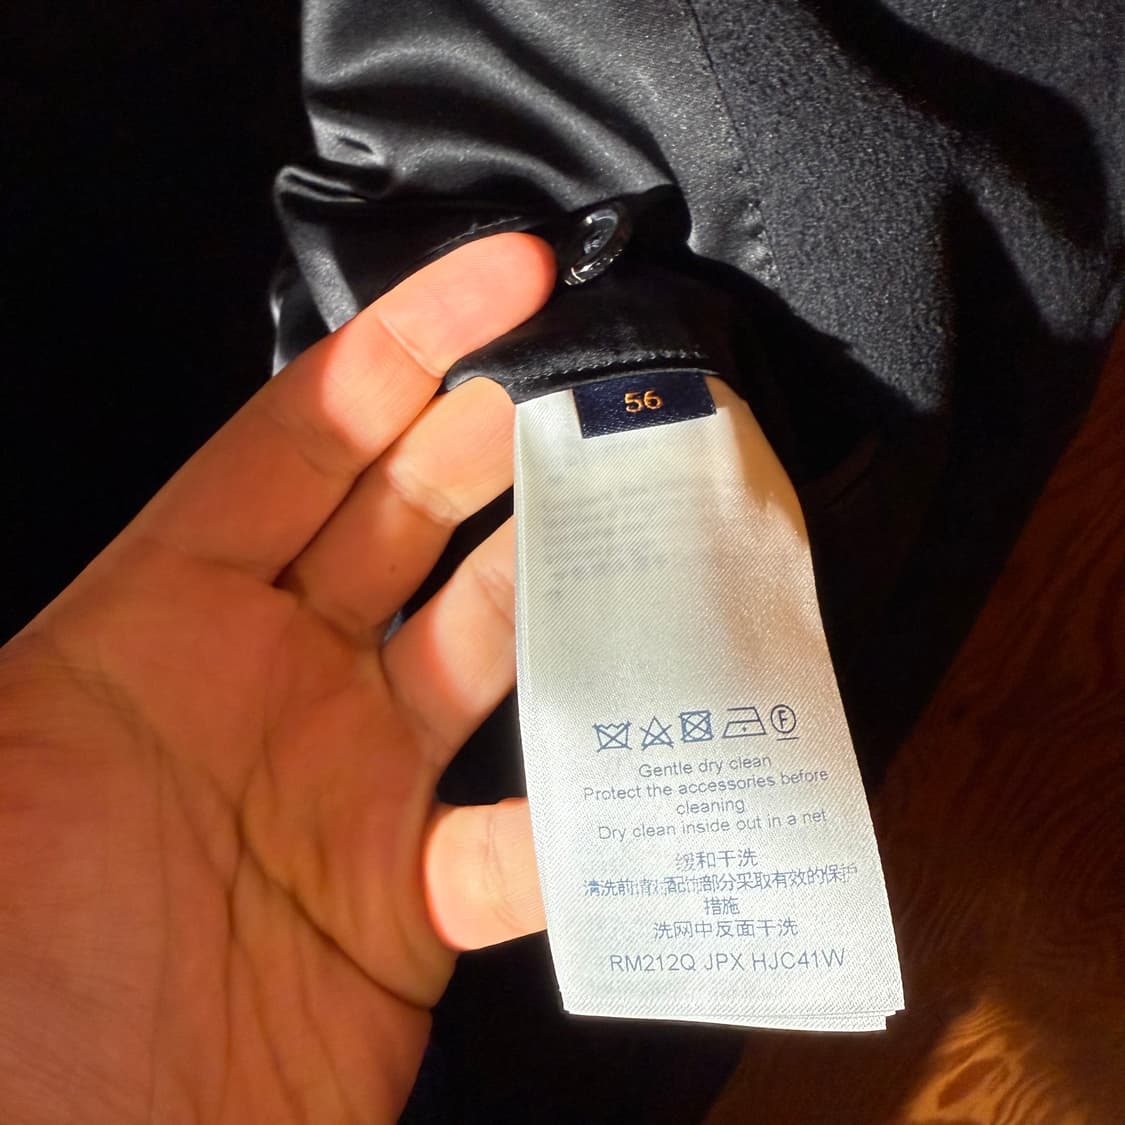 56
F
Gentle dry clean
Protect the accessories before
cleaning
Dry clean inside out in a net
缓和干洗
清洗前请对配饰部分采取有效的保护
措施
洗网中反面干洗
RM212Q JPX HJC41W